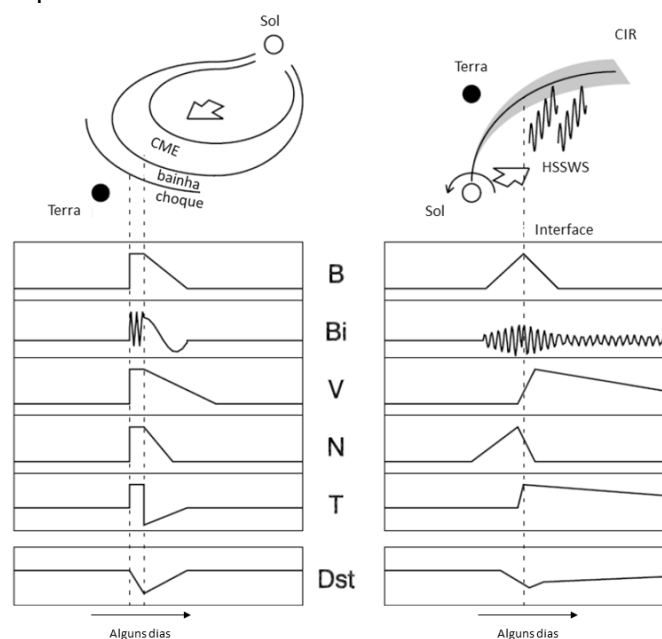 Sol
CME
bainha
choque
Terra
CIR
Terra
HSSWS
Sol
Interface
B
Bi
V
N
T
Dst
Alguns dias
Alguns dias